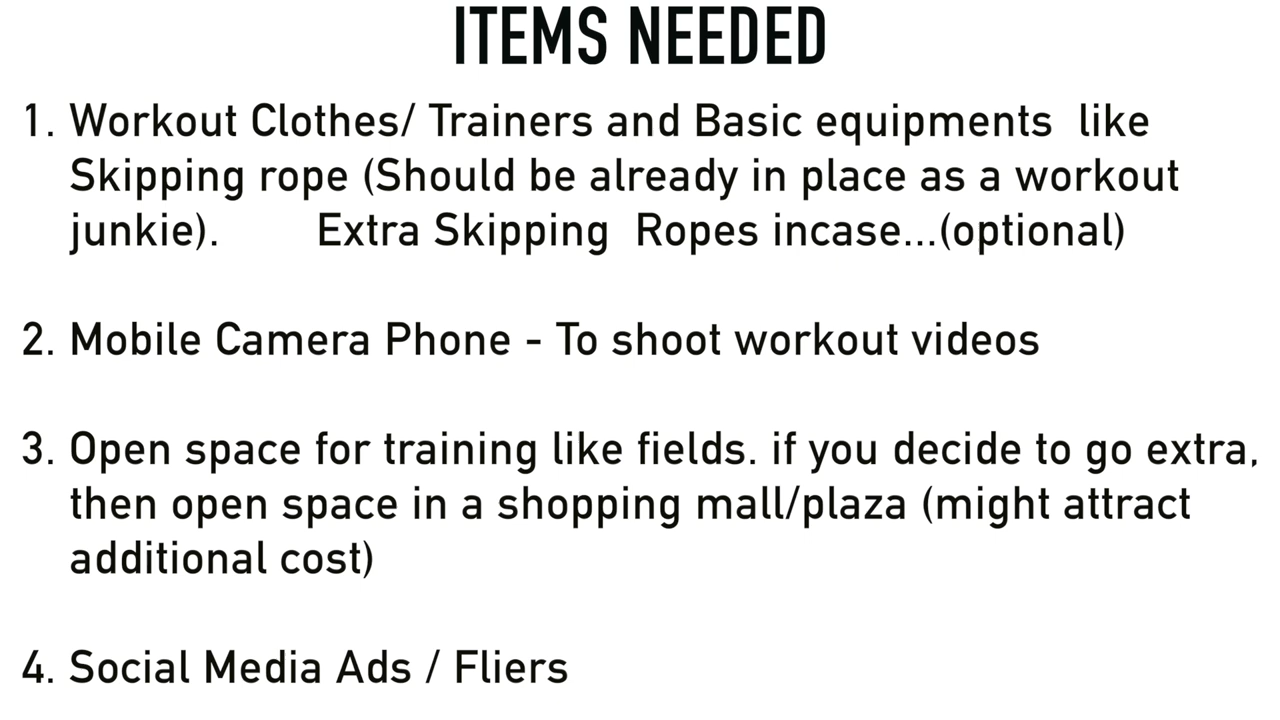 ITEMS NEEDED
1. Workout Clothes/ Trainers and Basic equipments like
Skipping rope (Should be already in place as a workout
junkie). Extra Skipping Ropes incase...(optional)
2. Mobile Camera Phone - To shoot workout videos
3. Open space for training like fields. if you decide to go extra,
then open space in a shopping mall/plaza (might attract
additional cost)
4. Social Media Ads / Fliers